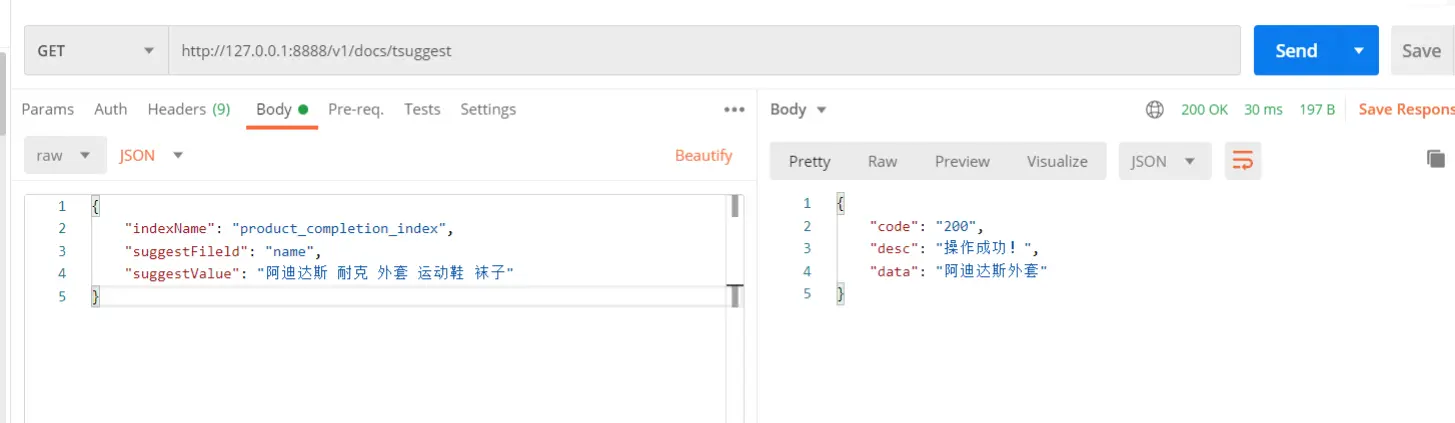 GET http://127.0.0.1:8888/v1/docs/tsuggest Send Save
Params Auth Headers (9) Body Pre-req. Tests Settings ••• Body 200 OK 30 ms 197 B Save Respons
raw JSON Beautify Pretty Raw Preview Visualize JSON
1 {
2 "indexName": "product_completion_index",
3 "suggestFileld": "name",
4 "suggestValue": "阿迪达斯 耐克 外套 运动鞋 袜子"
5 }
1 {
2 "code": "200",
3 "desc": "操作成功！",
4 "data": "阿迪达斯外套"
5 }